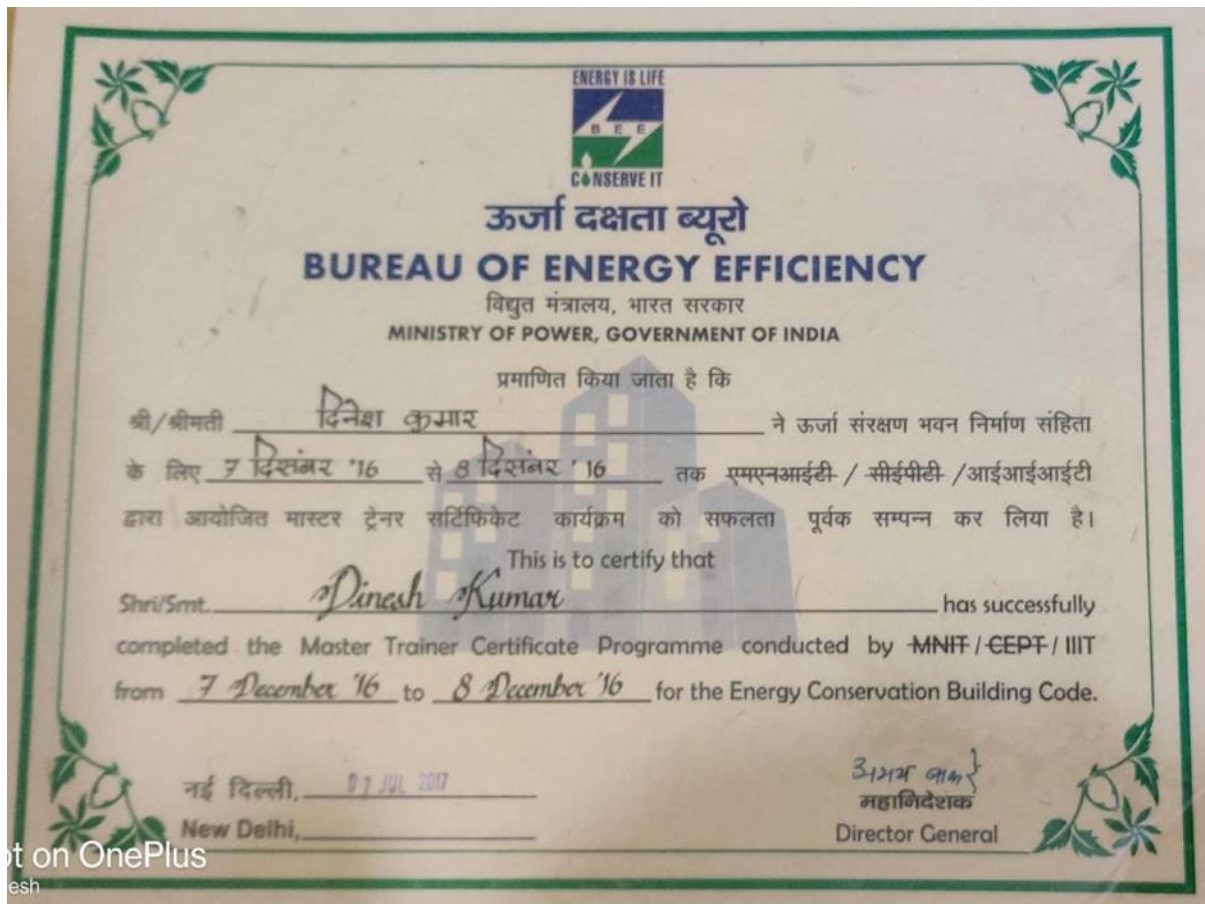 ENERGY IS LIFE
BEE
CONSERVE IT
ऊर्जा दक्षता ब्यूरो
BUREAU OF ENERGY EFFICIENCY
विद्युत मंत्रालय, भारत सरकार
MINISTRY OF POWER, GOVERNMENT OF INDIA
प्रमाणित किया जाता है कि
श्री/श्रीमती दिनेश कुमार ने ऊर्जा संरक्षण भवन निर्माण संहिता
के लिए 7 दिसंबर '16 से 8 दिसंबर '16 तक एमएनआईटी / सीईपीटी /आईआईआईटी
द्वारा आयोजित मास्टर ट्रेनर सर्टिफिकेट कार्यक्रम को सफलता पूर्वक सम्पन्न कर लिया है।
This is to certify that
Shri/Smt. Dinesh Kumar has successfully
completed the Master Trainer Certificate Programme conducted by MNIT / CEPT / IIIT
from 7 December '16 to 8 December '16 for the Energy Conservation Building Code.
नई दिल्ली, 07 JUL 2017
New Delhi,
अभय बाकरे
महानिदेशक
Director General
ot on OnePlus
esh